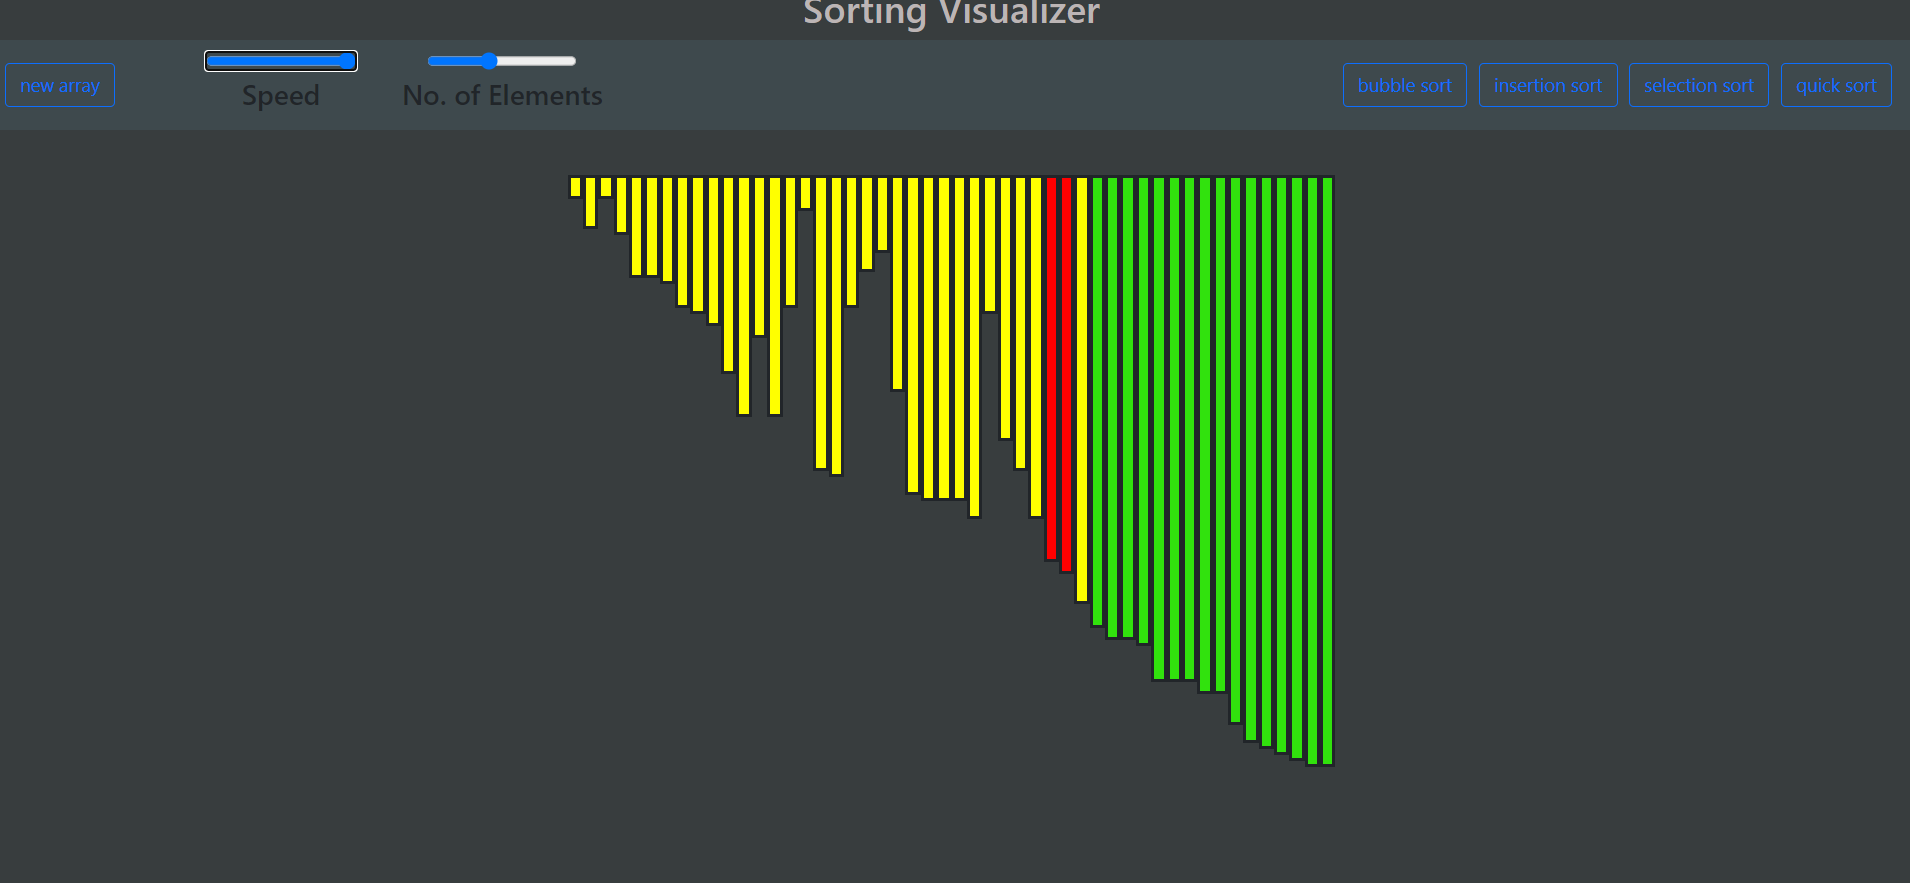 Sorting Visualizer
new array
Speed
No. of Elements
bubble sort
insertion sort
selection sort
quick sort